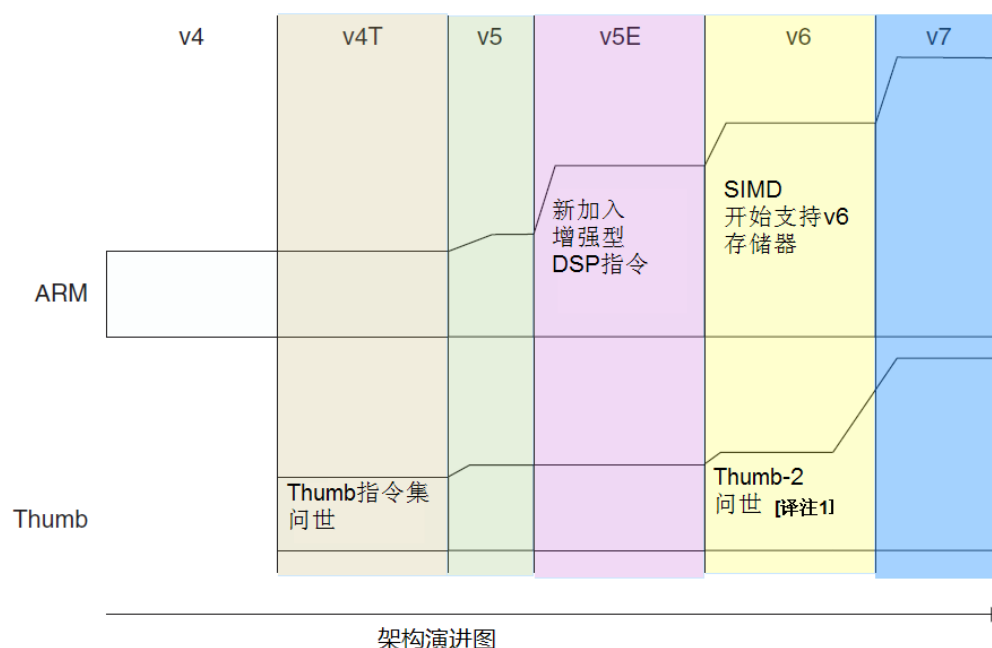 v4 v4T v5 v5E v6 v7
新加入
增强型
DSP指令
SIMD
开始支持v6
存储器
ARM
Thumb指令集
问世
Thumb-2
问世 [译注1]
Thumb
架构演进图